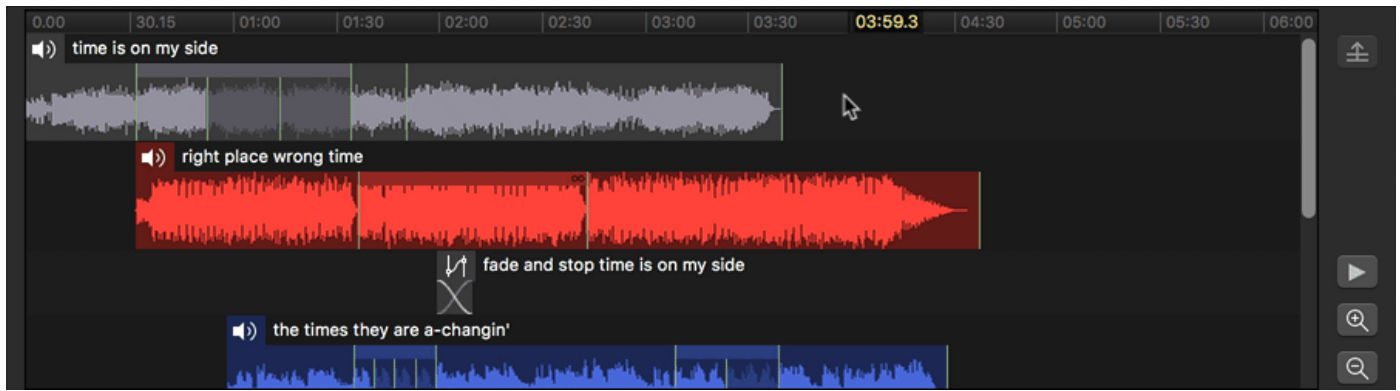 0.00 30.15 01:00 01:30 02:00 02:30 03:00 03:30 03:59.3 04:30 05:00 05:30 06:00
time is on my side
right place wrong time
∞
fade and stop time is on my side
the times they are a-changin'